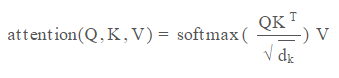 attention(Q,K,V) = softmax( QK^T / √d_k ) V